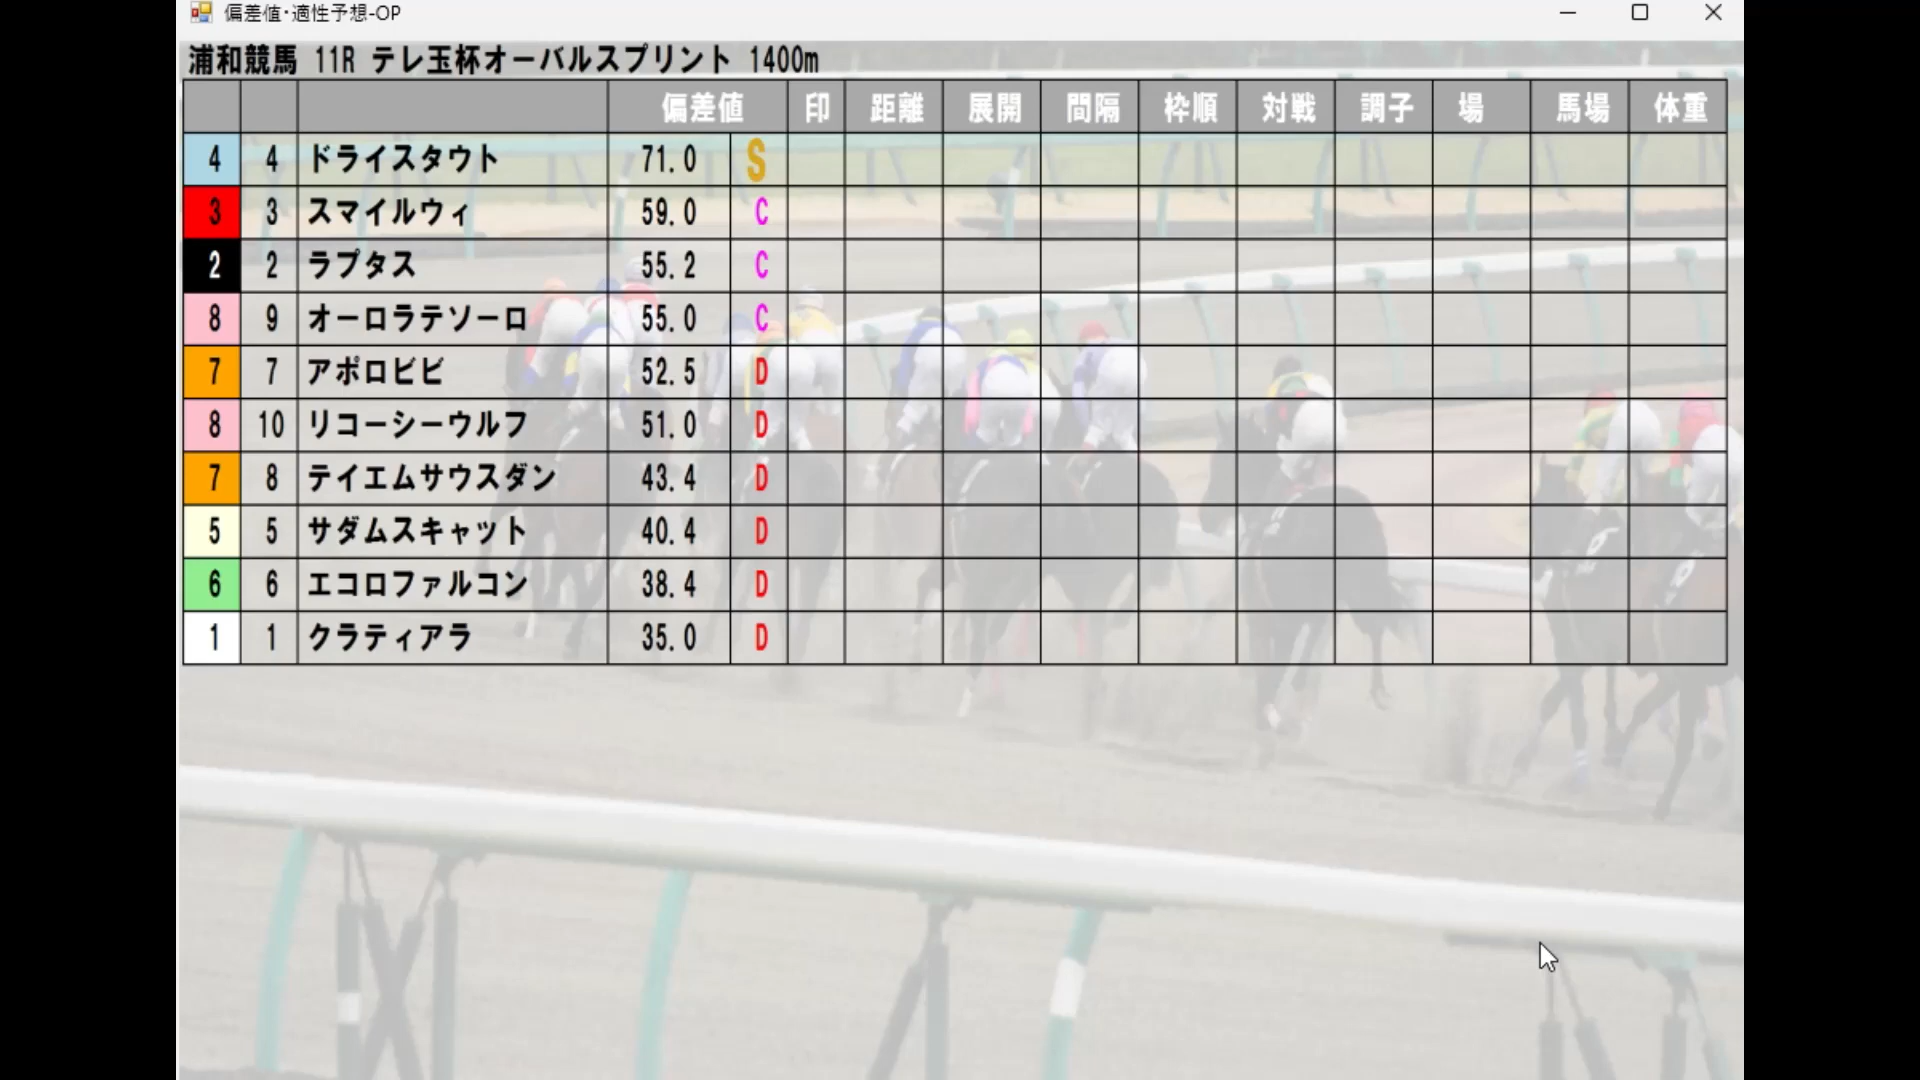 偏差値・適性予想-OP
浦和競馬 11R テレ玉杯オーバルスプリント 1400m
偏差値 印 距離 展開 間隔 枠順 対戦 調子 場 馬場 体重
4 4 ドライスタウト 71.0 S
3 3 スマイルウィ 59.0 C
2 2 ラプタス 55.2 C
8 9 オーロラテソーロ 55.0 C
7 7 アポロビビ 52.5 D
8 10 リコーシーウルフ 51.0 D
7 8 テイエムサウスダン 43.4 D
5 5 サダムスキャット 40.4 D
6 6 エコロファルコン 38.4 D
1 1 クラティアラ 35.0 D